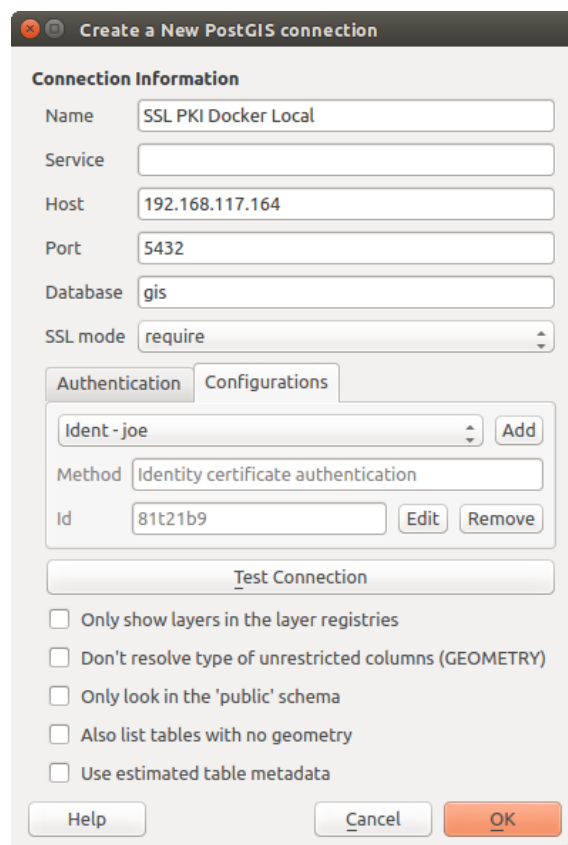 Create a New PostGIS connection
Connection Information
Name SSL PKI Docker Local
Service
Host 192.168.117.164
Port 5432
Database gis
SSL mode require
Authentication Configurations
Ident - joe Add
Method Identity certificate authentication
Id 81t21b9 Edit Remove
Test Connection
Only show layers in the layer registries
Don't resolve type of unrestricted columns (GEOMETRY)
Only look in the 'public' schema
Also list tables with no geometry
Use estimated table metadata
Help Cancel OK